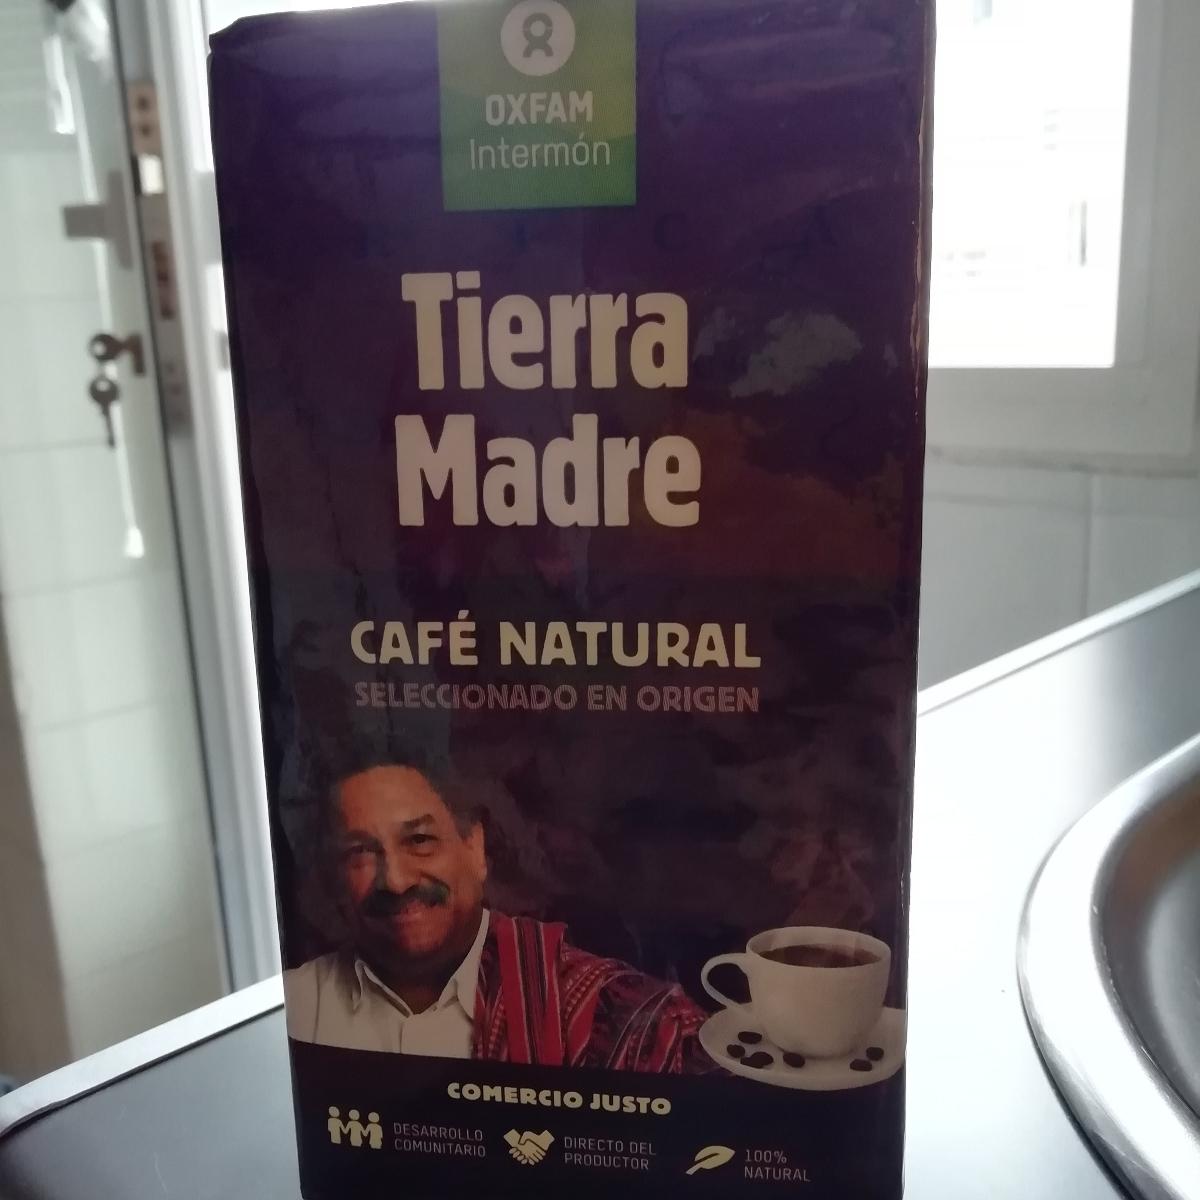 OXFAM
Intermón
Tierra
Madre
CAFÉ NATURAL
SELECCIONADO EN ORIGEN
COMERCIO JUSTO
DESARROLLO
COMUNITARIO
DIRECTO DEL
PRODUCTOR
100%
NATURAL